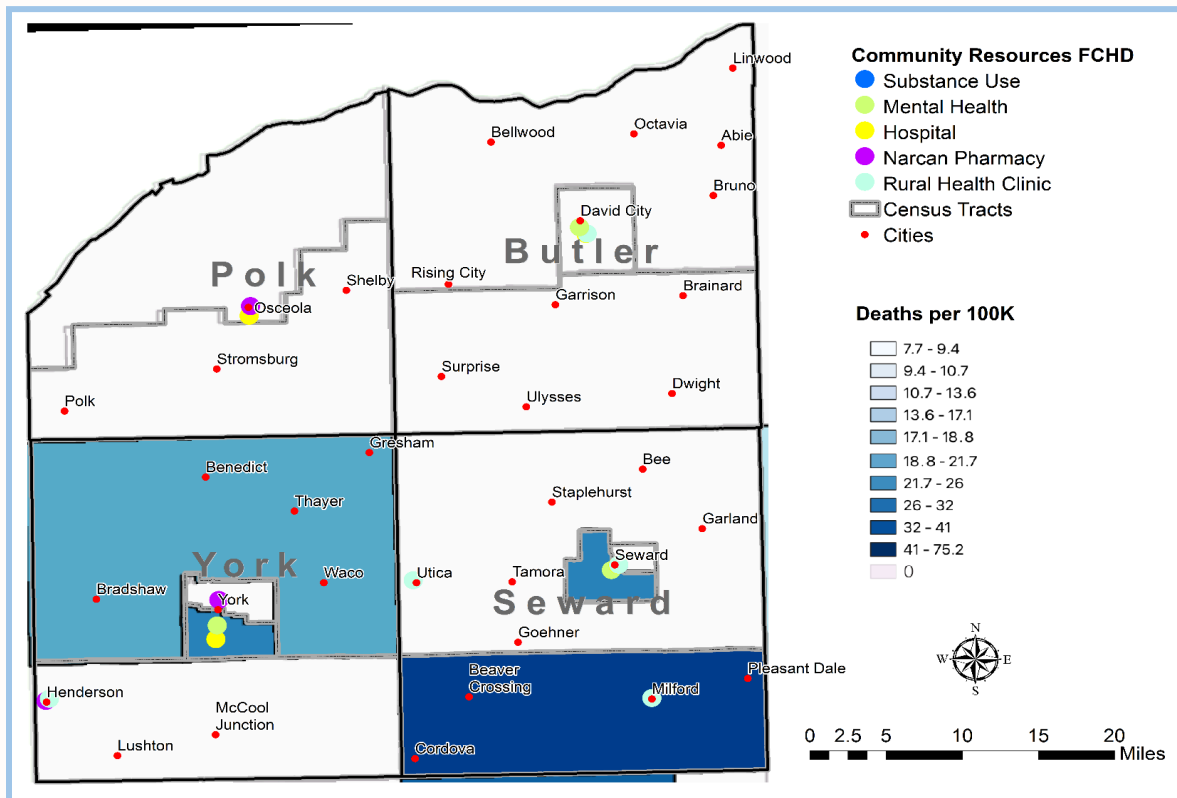 Linwood
Bellwood
Octavia
Abie
Bruno
David City
Butler
Polk
Shelby
Rising City
Garrison
Brainard
Osceola
Stromsburg
Surprise
Ulysses
Dwight
Polk
Gresham
Benedict
Bee
Staplehurst
Thayer
Garland
York
Seward
Waco
Utica
Tamora
Bradshaw
York
Seward
Goehner
Henderson
Beaver
Crossing
Pleasant Dale
Milford
McCool
Junction
Lushton
Cordova
Community Resources FCHD
Substance Use
Mental Health
Hospital
Narcan Pharmacy
Rural Health Clinic
Census Tracts
Cities
Deaths per 100K
7.7 - 9.4
9.4 - 10.7
10.7 - 13.6
13.6 - 17.1
17.1 - 18.8
18.8 - 21.7
21.7 - 26
26 - 32
32 - 41
41 - 75.2
0
N
W E
S
0 2.5 5 10 15 20
Miles